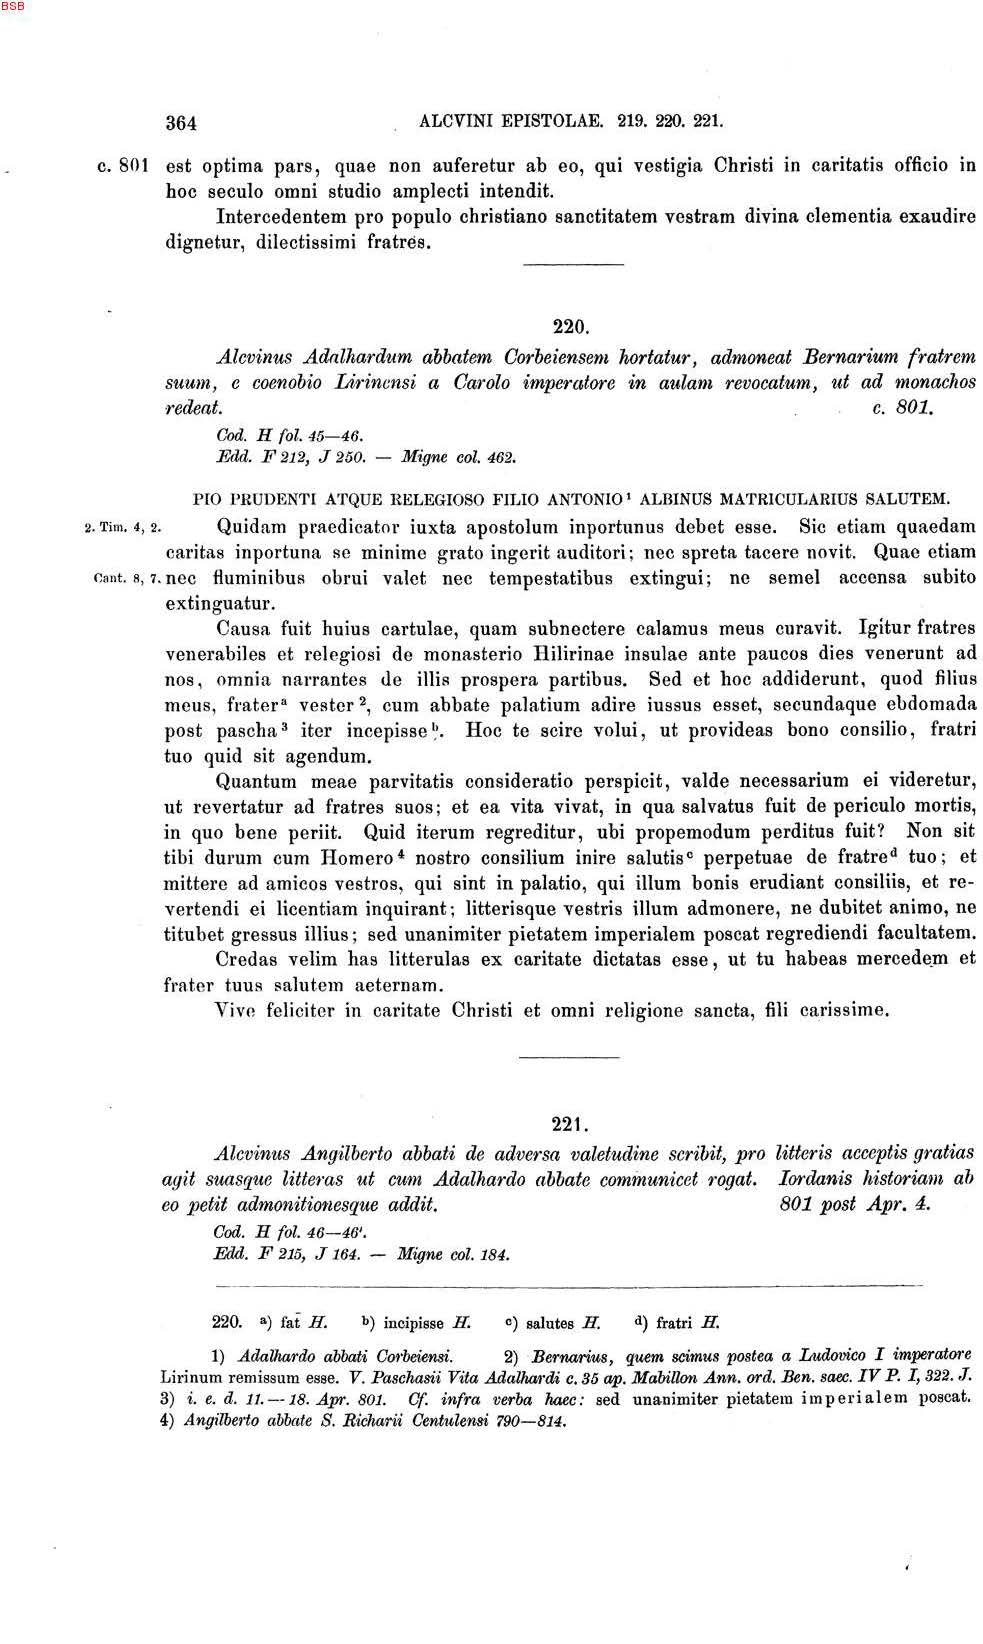 BSB
364 ALCVINI EPISTOLAE. 219. 220. 221.
c. 801 est optima pars, quae non auferetur ab eo, qui vestigia Christi in caritatis officio in
hoc seculo omni studio amplecti intendit.
Intercedentem pro populo christiano sanctitatem vestram divina clementia exaudire
dignetur, dilectissimi fratres.
220.
Alcvinus Adalhardum abbatem Corbeiensem hortatur, admoneat Bernarium fratrem
suum, e coenobio Lirinensi a Carolo imperatore in aulam revocatum, ut ad monachos
redeat. c. 801.
Cod. H fol. 45—46.
Edd. F 212, J 250. — Migne col. 462.
PIO PRUDENTI ATQUE RELEGIOSO FILIO ANTONIO¹ ALBINUS MATRICULARIUS SALUTEM.
2. Tim. 4, 2. Quidam praedicator iuxta apostolum inportunus debet esse. Sic etiam quaedam
caritas inportuna se minime grato ingerit auditori; nec spreta tacere novit. Quae etiam
Cant. 8, 7. nec fluminibus obrui valet nec tempestatibus extingui; ne semel accensa subito
extinguatur.
Causa fuit huius cartulae, quam subnectere calamus meus curavit. Igitur fratres
venerabiles et relegiosi de monasterio Hilirinae insulae ante paucos dies venerunt ad
nos, omnia narrantes de illis prospera partibus. Sed et hoc addiderunt, quod filius
meus, fraterᵃ vester², cum abbate palatium adire iussus esset, secundaque ebdomada
post pascha³ iter incepisseᵇ. Hoc te scire volui, ut provideas bono consilio, fratri
tuo quid sit agendum.
Quantum meae parvitatis consideratio perspicit, valde necessarium ei videretur,
ut revertatur ad fratres suos; et ea vita vivat, in qua salvatus fuit de periculo mortis,
in quo bene periit. Quid iterum regreditur, ubi propemodum perditus fuit? Non sit
tibi durum cum Homero⁴ nostro consilium inire salutisᶜ perpetuae de fratreᵈ tuo; et
mittere ad amicos vestros, qui sint in palatio, qui illum bonis erudiant consiliis, et re-
vertendi ei licentiam inquirant; litterisque vestris illum admonere, ne dubitet animo, ne
titubet gressus illius; sed unanimiter pietatem imperialem poscat regrediendi facultatem.
Credas velim has litterulas ex caritate dictatas esse, ut tu habeas mercedem et
frater tuus salutem aeternam.
Vive feliciter in caritate Christi et omni religione sancta, fili carissime.
221.
Alcvinus Angilberto abbati de adversa valetudine scribit, pro litteris acceptis gratias
agit suasque litteras ut cum Adalhardo abbate communicet rogat. Iordanis historiam ab
eo petit admonitionesque addit. 801 post Apr. 4.
Cod. H fol. 46—46'.
Edd. F 215, J 164. — Migne col. 184.
220. a) fat̄ H. b) incipisse H. c) salutes H. d) fratri H.
1) Adalhardo abbati Corbeiensi. 2) Bernarius, quem scimus postea a Ludovico I imperatore
Lirinum remissum esse. V. Paschasii Vita Adalhardi c. 35 ap. Mabillon Ann. ord. Ben. saec. IV P. I, 322. J.
3) i. e. d. 11.—18. Apr. 801. Cf. infra verba haec: sed unanimiter pietatem imperialem poscat.
4) Angilberto abbate S. Richarii Centulensi 790—814.